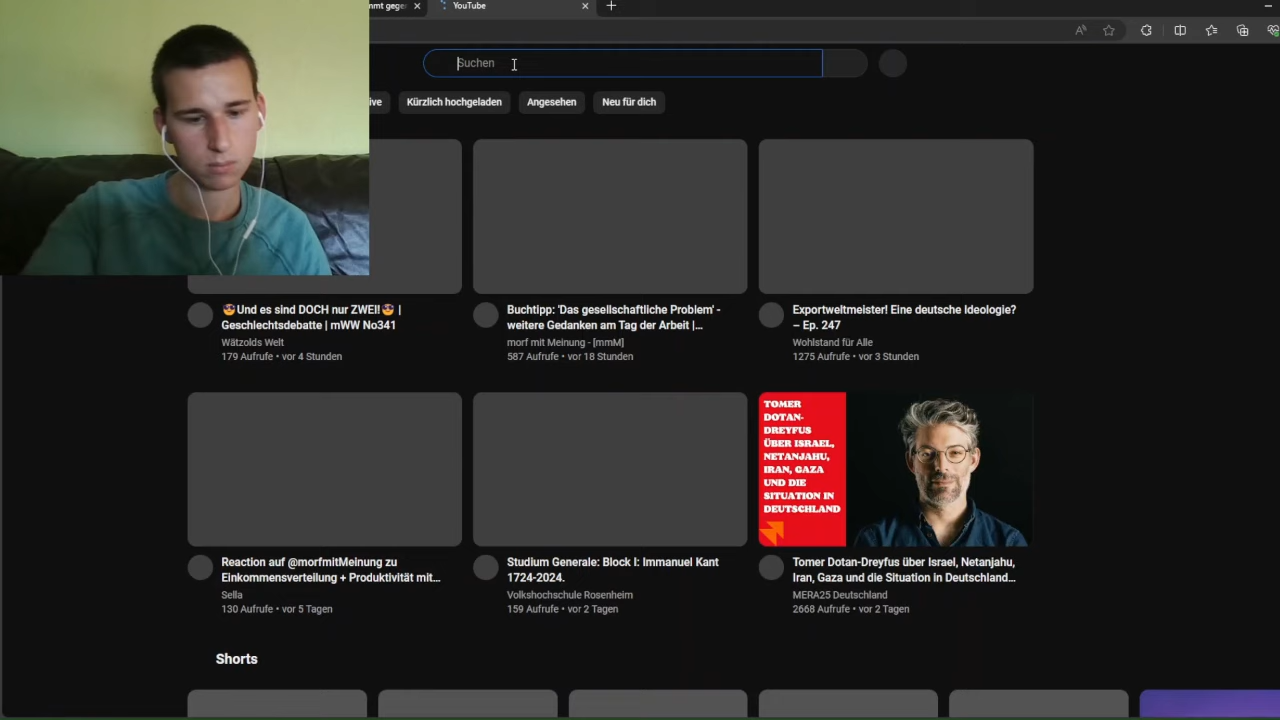 mmt gege
YouTube
Suchen
ive
Kürzlich hochgeladen
Angesehen
Neu für dich
😎Und es sind DOCH nur ZWEI!😎 |
Geschlechtsdebatte | mWW No341
Wätzolds Welt
179 Aufrufe • vor 4 Stunden
Buchtipp: 'Das gesellschaftliche Problem' -
weitere Gedanken am Tag der Arbeit |...
morf mit Meinung - [mmM]
587 Aufrufe • vor 18 Stunden
Exportweltmeister! Eine deutsche Ideologie?
– Ep. 247
Wohlstand für Alle
1275 Aufrufe • vor 3 Stunden
TOMER
DOTAN-
DREYFUS
ÜBER ISRAEL,
NETANJAHU,
IRAN, GAZA
UND DIE
SITUATION IN
DEUTSCHLAND
Reaction auf @morfmitMeinung zu
Einkommensverteilung + Produktivität mit...
Sella
130 Aufrufe • vor 5 Tagen
Studium Generale: Block I: Immanuel Kant
1724-2024.
Volkshochschule Rosenheim
159 Aufrufe • vor 2 Tagen
Tomer Dotan-Dreyfus über Israel, Netanjahu,
Iran, Gaza und die Situation in Deutschland...
MERA25 Deutschland
2668 Aufrufe • vor 2 Tagen
Shorts